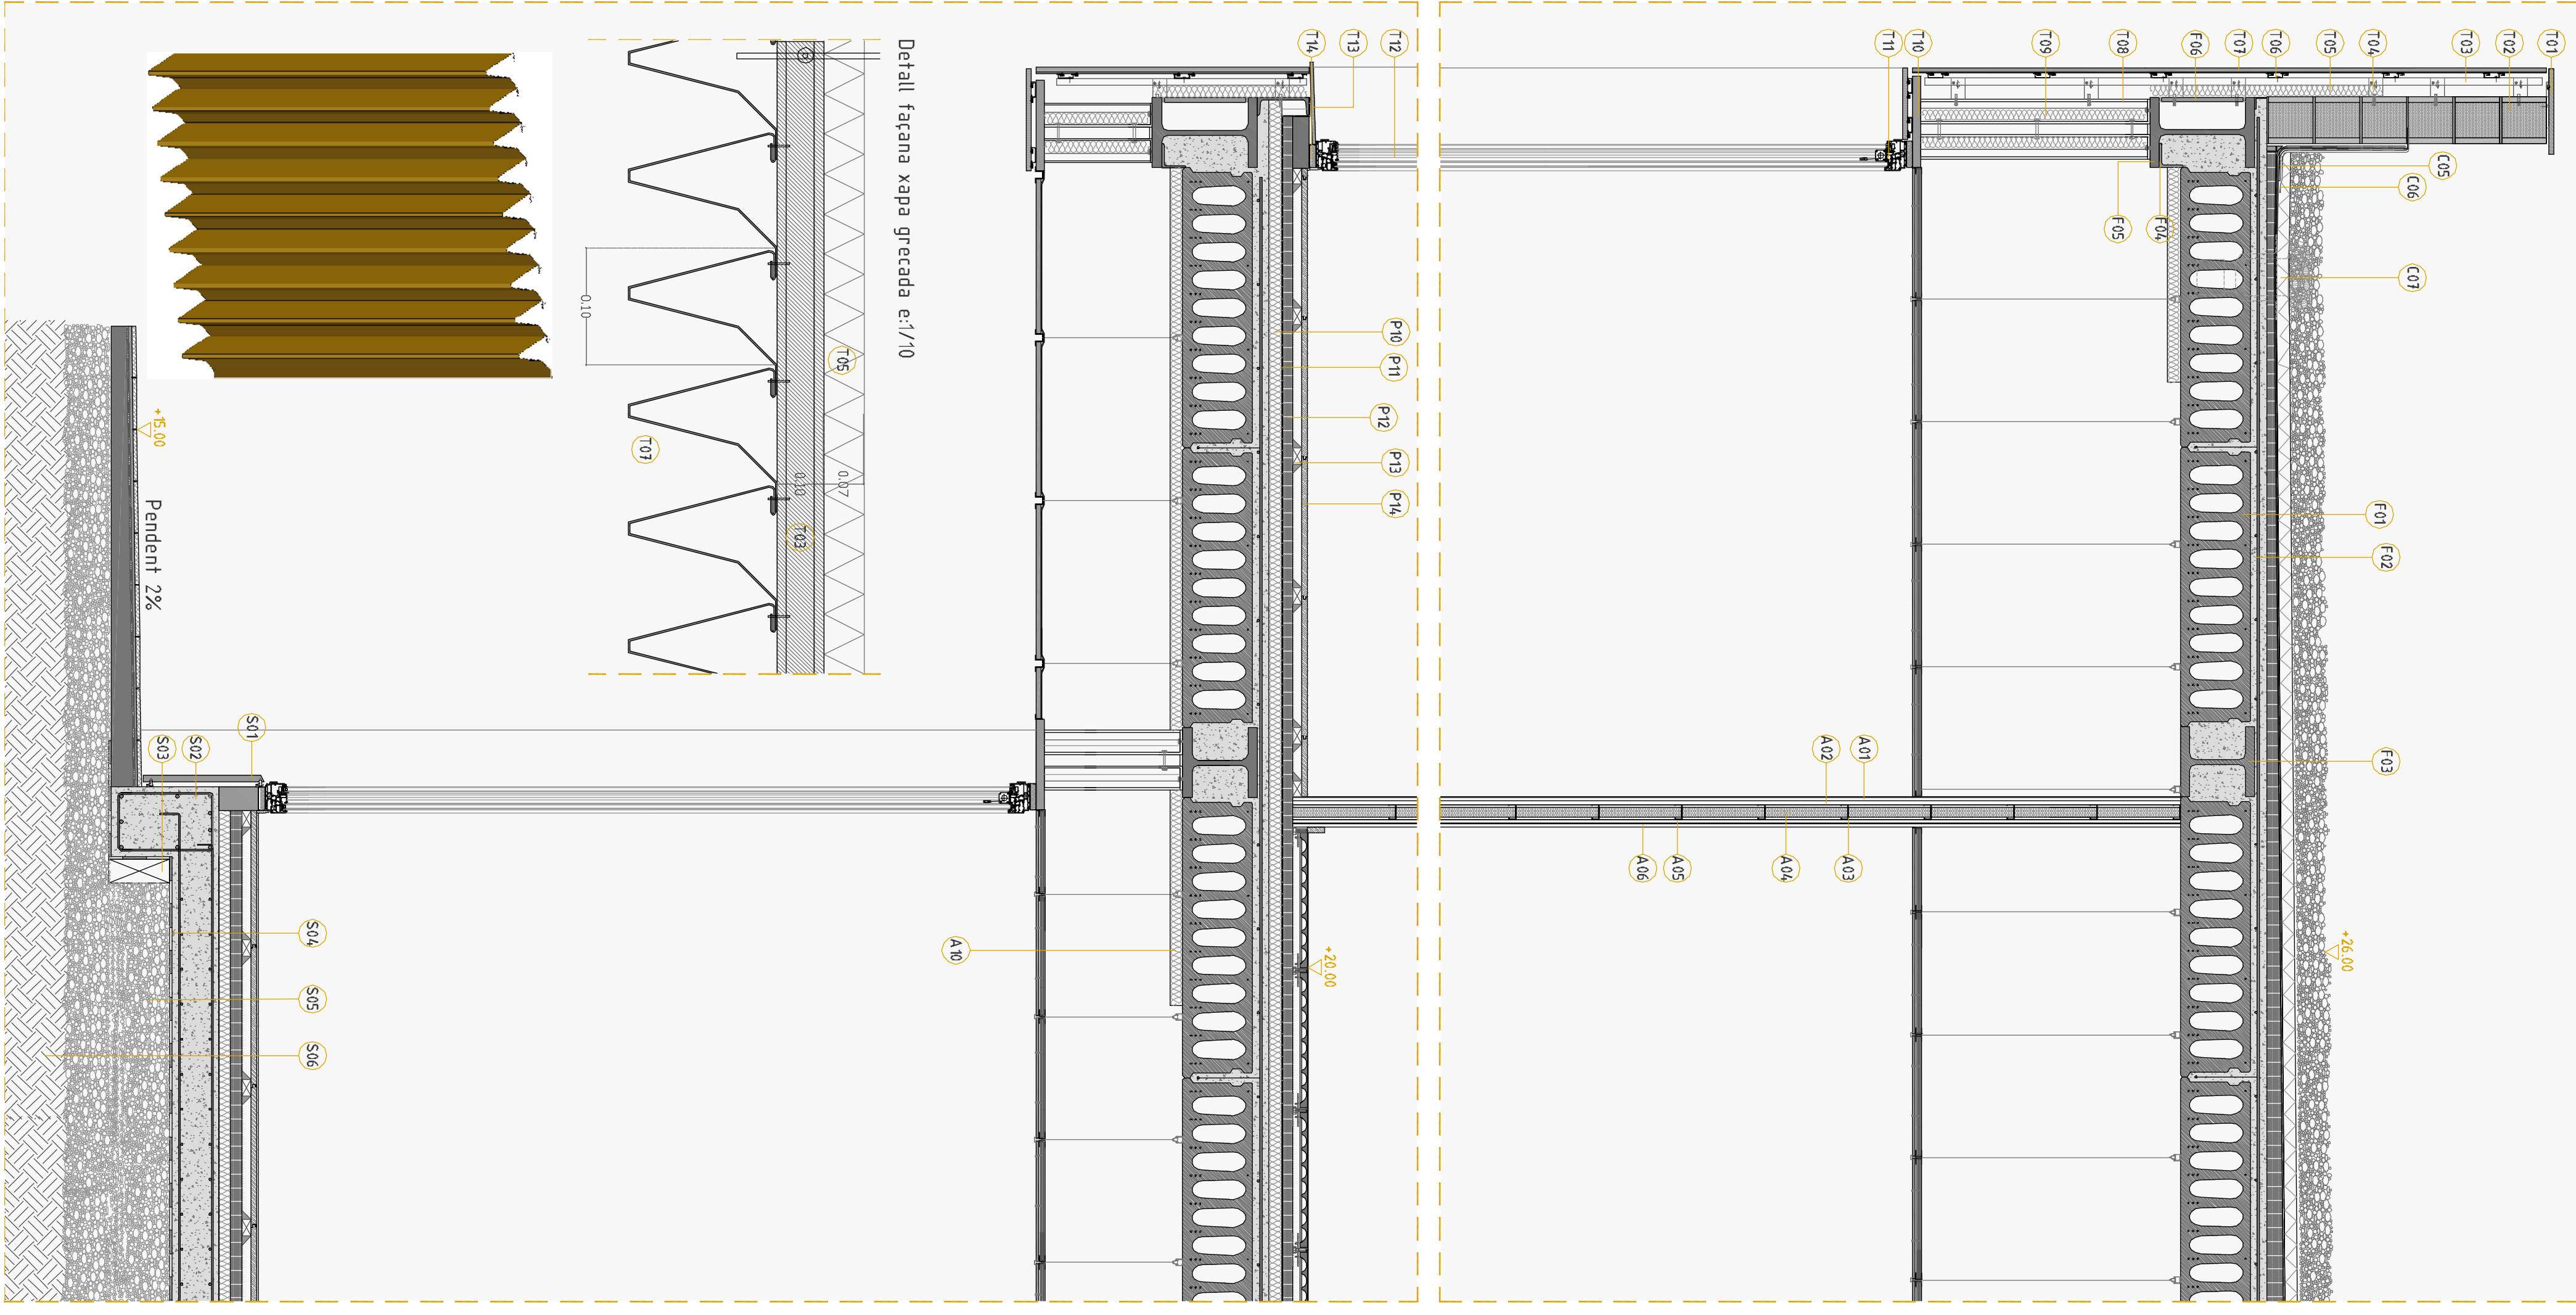 T01
T02
T03
T04
T05
T06
T07
F06
T08
T09
T10
T11
T12
T13
T14
C05
C06
C07
F04
F05
F01
F02
F03
+26.00
A01
A02
A03
A04
A05
A06
P10
P11
P12
P13
P14
+20.00
A10
Detall façana xapa grecada e:1/10
T05
0.07
0.10
T03
T07
0.10
+15.00
Pendent 2%
S01
S02
S03
S04
S05
S06